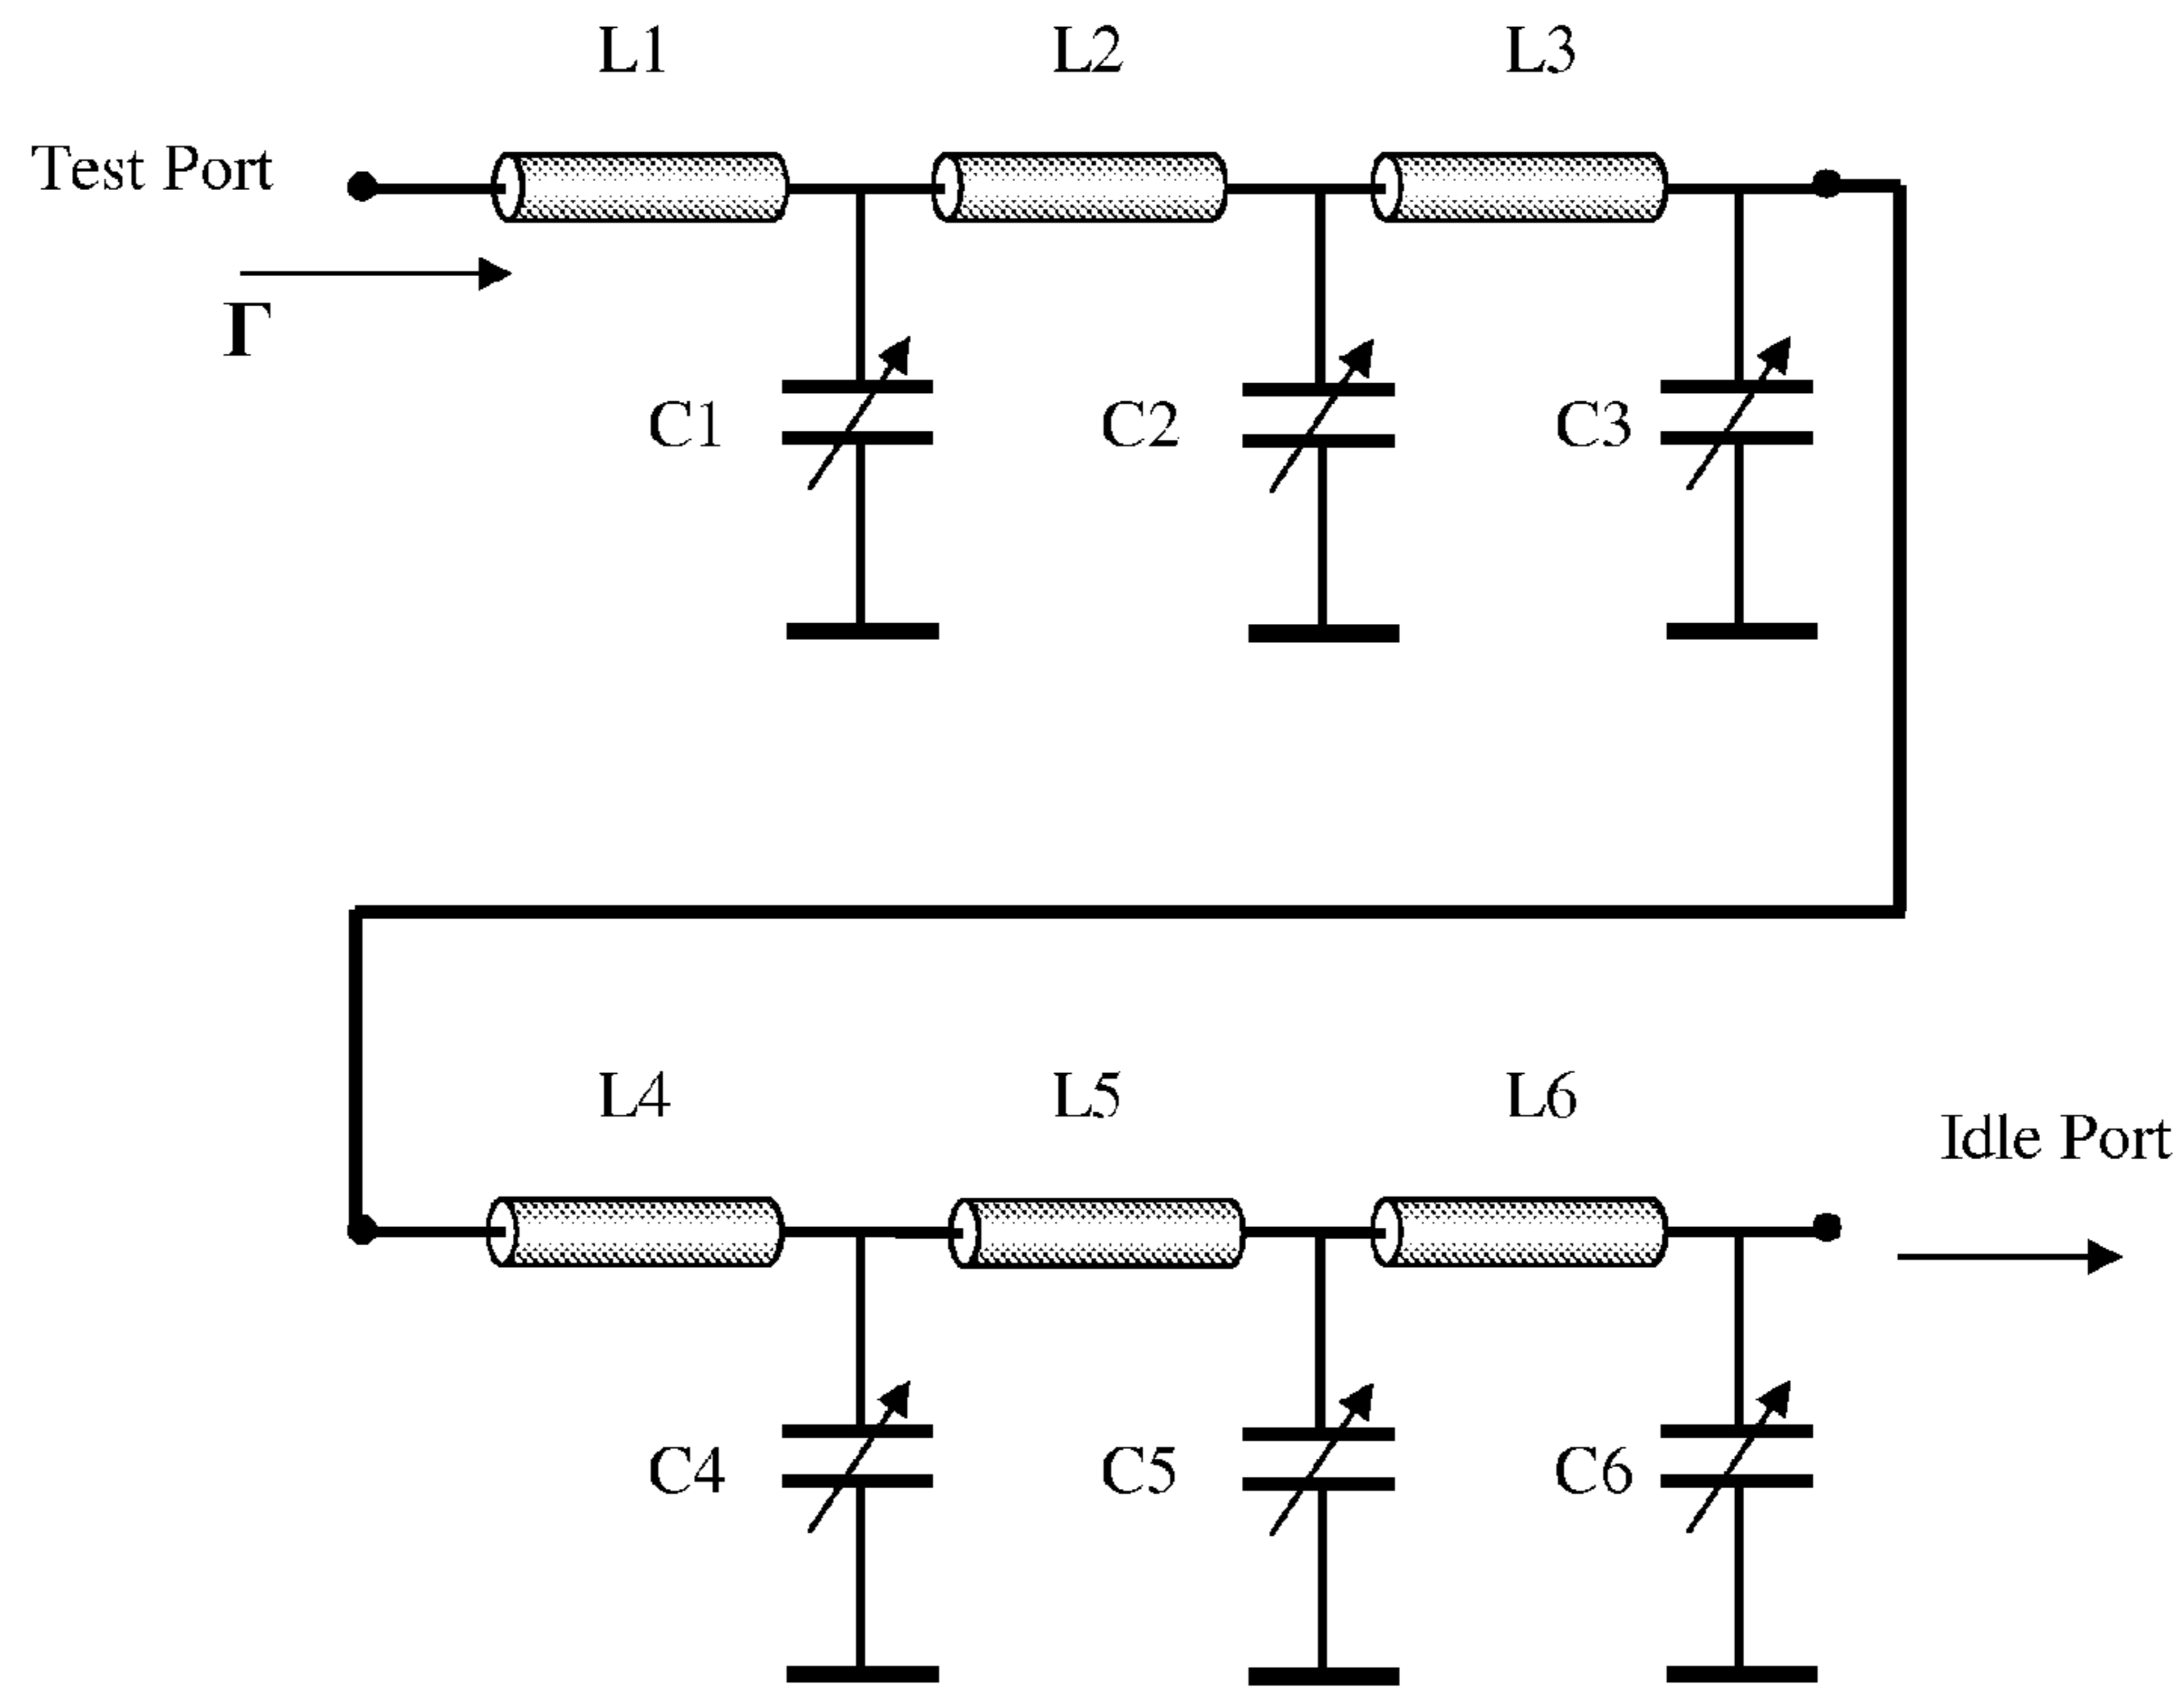 L1 L2 L3
Test Port
Γ
C1 C2 C3
L4 L5 L6
Idle Port
C4 C5 C6